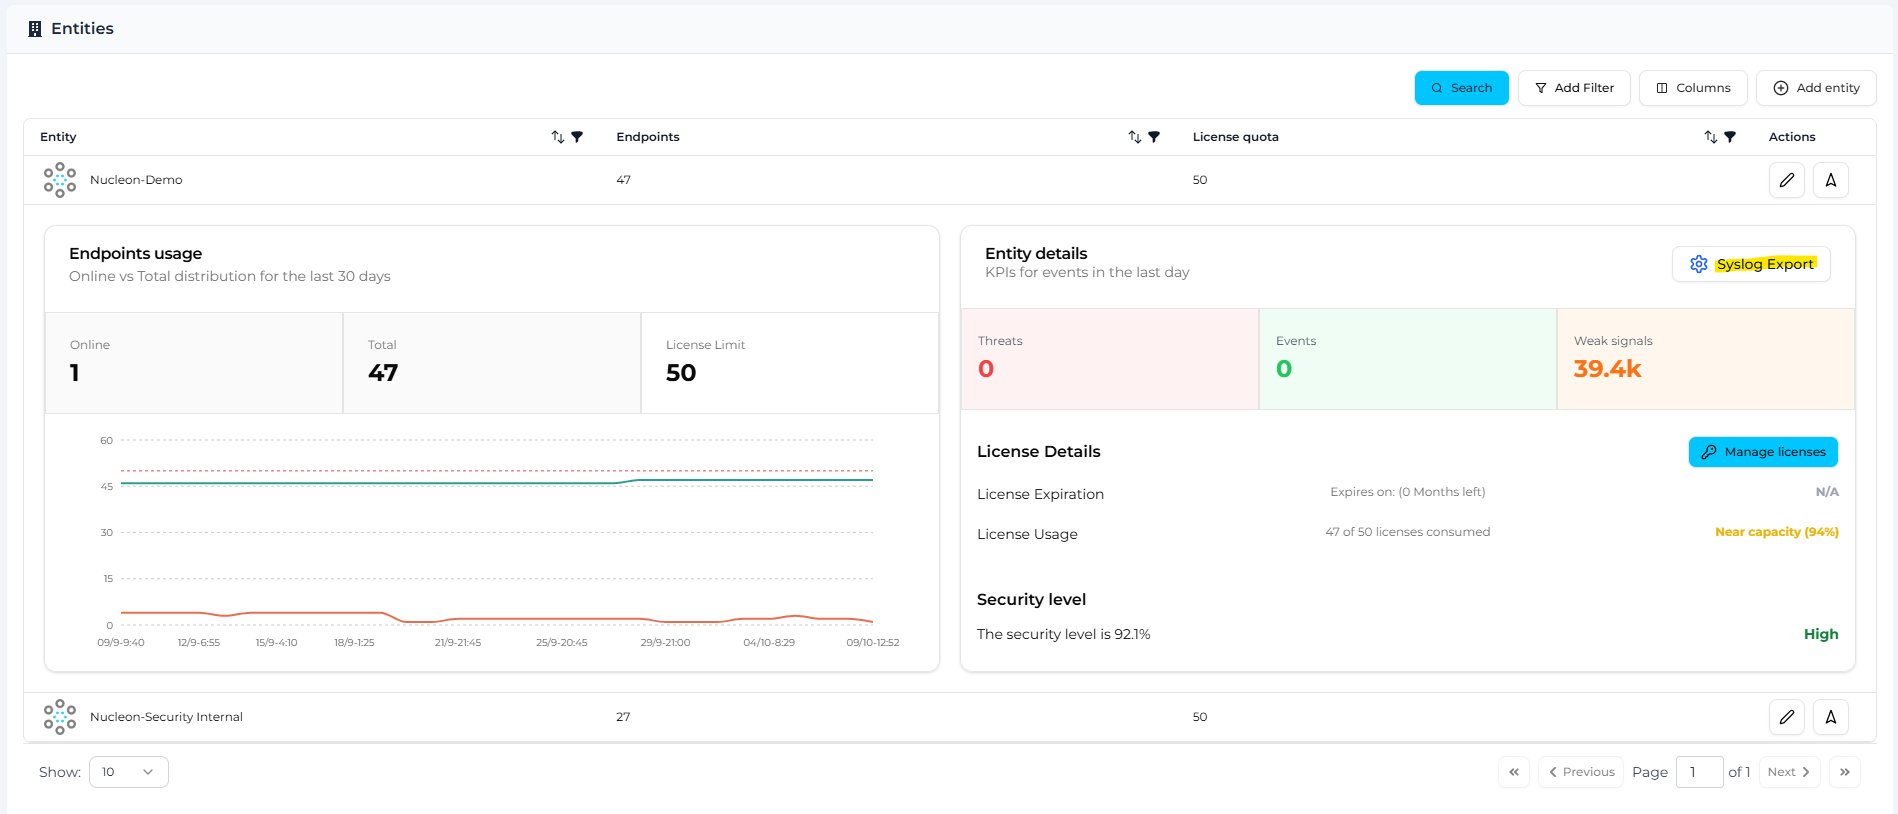 Entities
Search
Add Filter
Columns
Add entity
Entity
Endpoints
License quota
Actions
Nucleon-Demo
47
50
Endpoints usage
Online vs Total distribution for the last 30 days
Online
1
Total
47
License Limit
50
60
45
30
15
0
09/9-9:40
12/9-6:55
15/9-4:10
18/9-1:25
21/9-21:45
25/9-20:45
29/9-21:00
04/10-8:29
09/10-12:52
Entity details
KPIs for events in the last day
Syslog Export
Threats
0
Events
0
Weak signals
39.4k
License Details
Manage licenses
License Expiration
Expires on: (0 Months left)
N/A
License Usage
47 of 50 licenses consumed
Near capacity (94%)
Security level
The security level is 92.1%
High
Nucleon-Security Internal
27
50
Show:
10
Previous
Page
1
of 1
Next